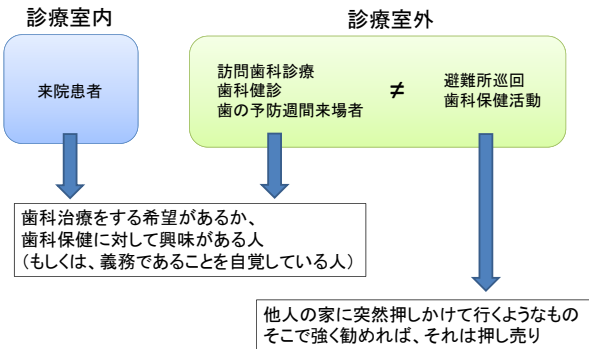 診療室内
診療室外
来院患者
訪問歯科診療
歯科健診
歯の予防週間来場者
≠
避難所巡回
歯科保健活動
歯科治療をする希望があるか、
歯科保健に対して興味がある人
（もしくは、義務であることを自覚している人）
他人の家に突然押しかけて行くようなもの
そこで強く勧めれば、それは押し売り